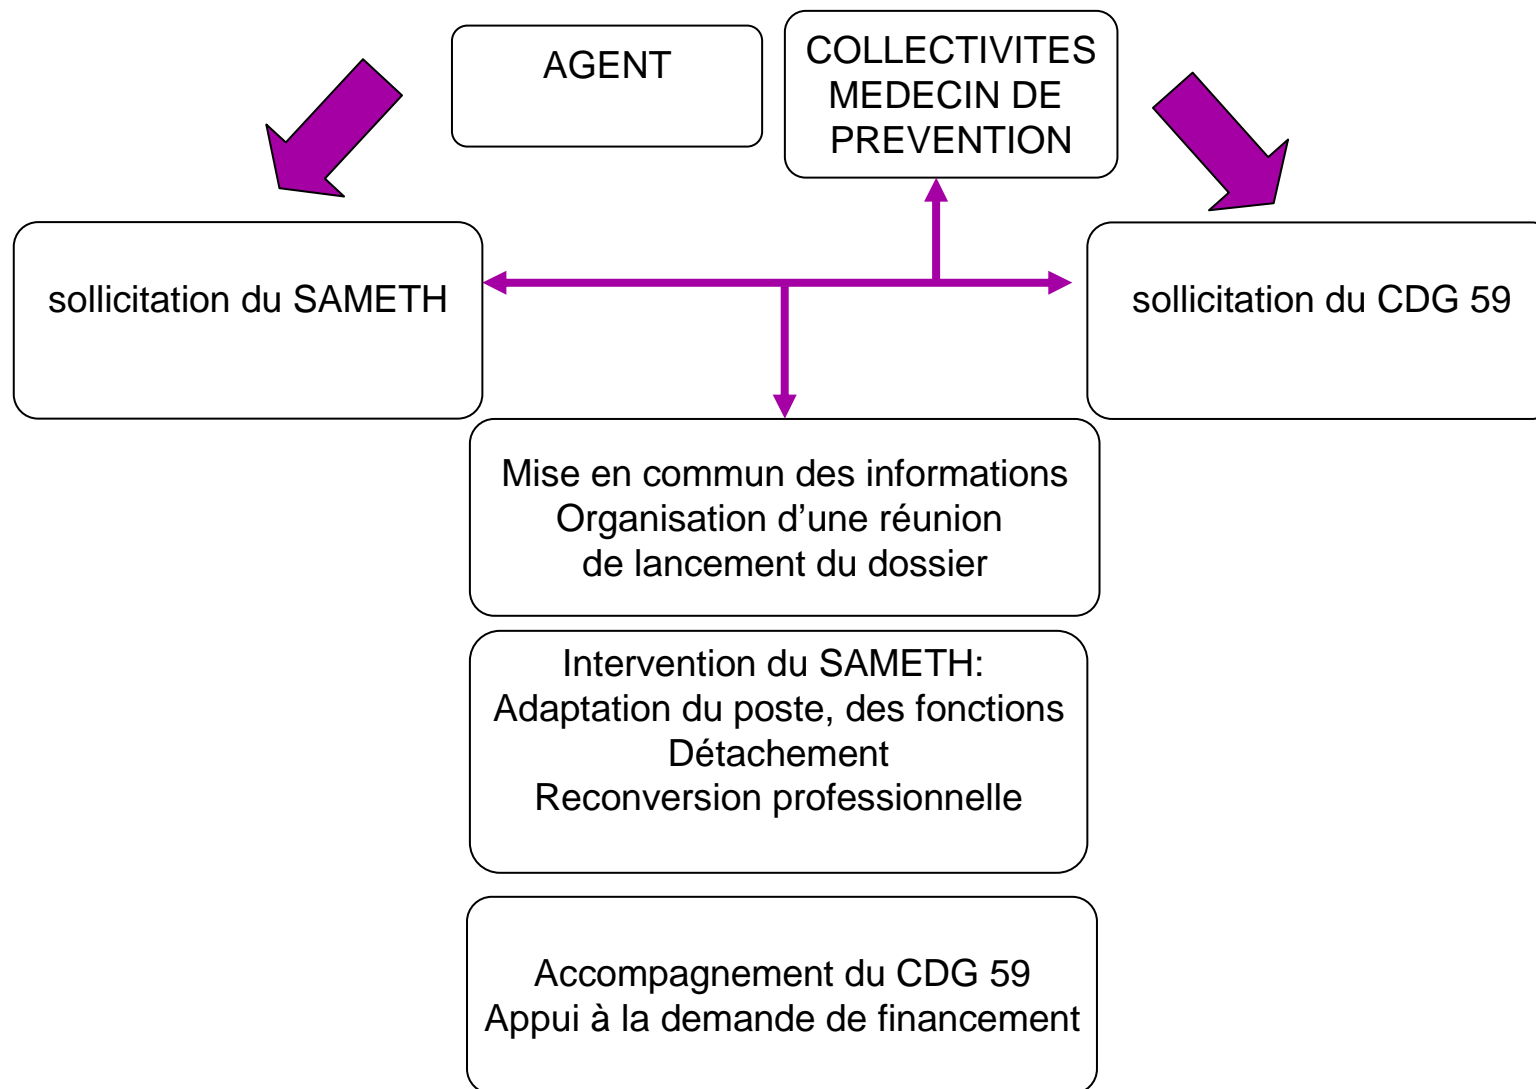 AGENT
COLLECTIVITES
MEDECIN DE
PREVENTION
sollicitation du SAMETH
sollicitation du CDG 59
Mise en commun des informations
Organisation d’une réunion
de lancement du dossier
Intervention du SAMETH:
Adaptation du poste, des fonctions
Détachement
Reconversion professionnelle
Accompagnement du CDG 59
Appui à la demande de financement